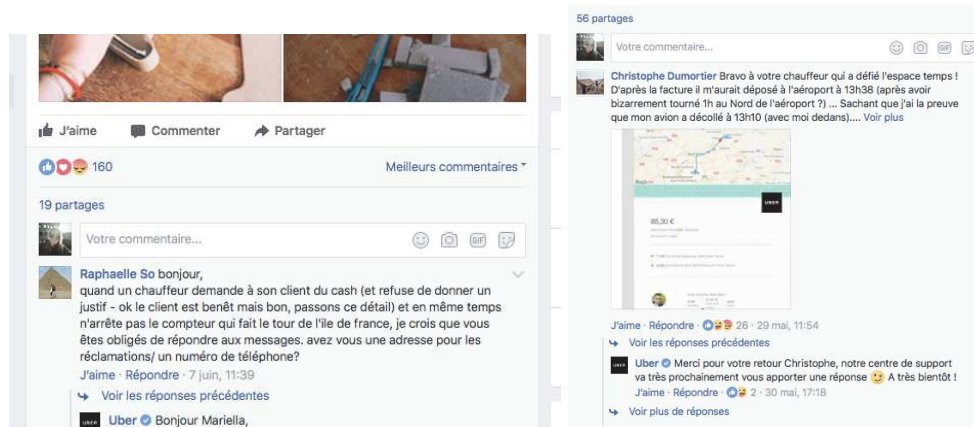 J'aime Commenter Partager
160 Meilleurs commentaires
19 partages
Votre commentaire...
GIF
Raphaelle So bonjour,
quand un chauffeur demande à son client du cash (et refuse de donner un
justif - ok le client est benêt mais bon, passons ce détail) et en même temps
n'arrête pas le compteur qui fait le tour de l'ile de france, je crois que vous
êtes obligés de répondre aux messages. avez vous une adresse pour les
réclamations/ un numéro de téléphone?
J'aime · Répondre · 7 juin, 11:39
Voir les réponses précédentes
UBER Uber Bonjour Mariella,
56 partages
Votre commentaire...
GIF
Christophe Dumortier Bravo à votre chauffeur qui a défié l'espace temps !
D'après la facture il m'aurait déposé à l'aéroport à 13h38 (après avoir
bizarrement tourné 1h au Nord de l'aéroport ?) ... Sachant que j'ai la preuve
que mon avion a décollé à 13h10 (avec moi dedans).... Voir plus
UBER
85,30 €
J'aime · Répondre · 26 · 29 mai, 11:54
Voir les réponses précédentes
UBER Uber Merci pour votre retour Christophe, notre centre de support
va très prochainement vous apporter une réponse A très bientôt !
J'aime · Répondre · 2 · 30 mai, 17:18
Voir plus de réponses